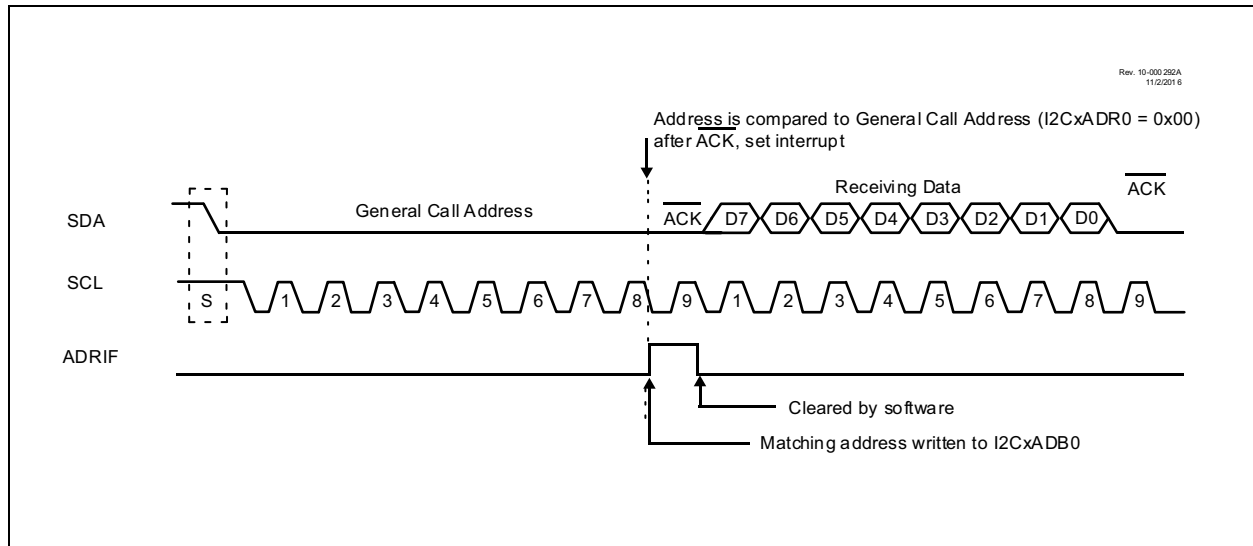 Rev. 10-000 292A
11/2/201 6
Address is compared to General Call Address (I2CxADR0 = 0x00)
after ACK, set interrupt
Receiving Data
ACK
General Call Address
SDA
ACK D7 D6 D5 D4 D3 D2 D1 D0
SCL
S 1 2 3 4 5 6 7 8 9 1 2 3 4 5 6 7 8 9
ADRIF
Cleared by software
Matching address written to I2CxADB0